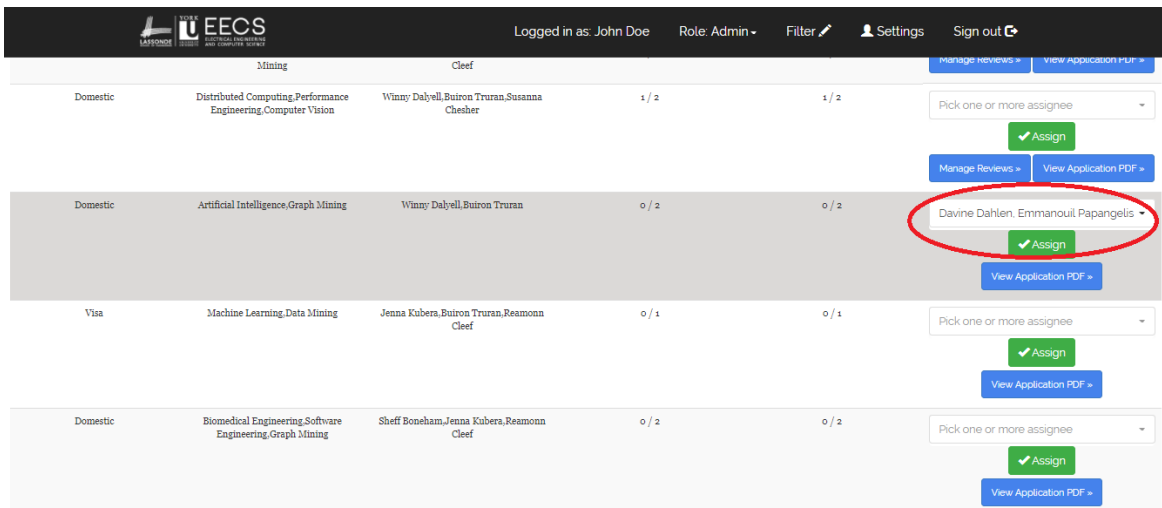 LASSONDE YORK U EECS
ELECTRICAL ENGINEERING
AND COMPUTER SCIENCE
Logged in as: John Doe Role: Admin Filter Settings Sign out
Mining Cleef Manage Reviews » View Application PDF »
Domestic Distributed Computing,Performance Winny Dalyell,Buiron Truran,Susanna 1 / 2 1 / 2 Pick one or more assignee
Engineering,Computer Vision Chesher
Assign
Manage Reviews » View Application PDF »
Domestic Artificial Intelligence,Graph Mining Winny Dalyell,Buiron Truran 0 / 2 0 / 2 Davine Dahlen, Emmanouil Papangelis
Assign
View Application PDF »
Visa Machine Learning,Data Mining Jenna Kubera,Buiron Truran,Reamonn 0 / 1 0 / 1 Pick one or more assignee
Cleef
Assign
View Application PDF »
Domestic Biomedical Engineering,Software Sheff Boneham,Jenna Kubera,Reamonn 0 / 2 0 / 2 Pick one or more assignee
Engineering,Graph Mining Cleef
Assign
View Application PDF »